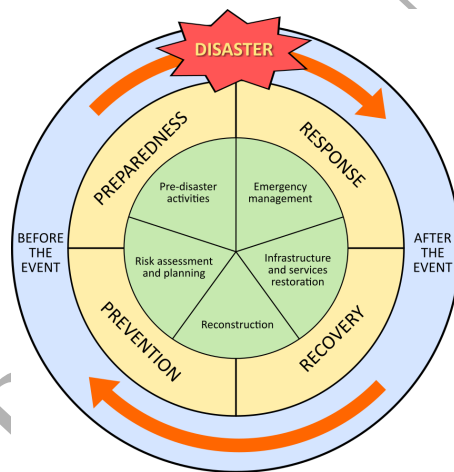 DISASTER
PREPAREDNESS
RESPONSE
Pre-disaster
activities
Emergency
management
BEFORE
THE
EVENT
AFTER
THE
EVENT
Risk assessment
and planning
Infrastructure
and services
restoration
Reconstruction
PREVENTION
RECOVERY